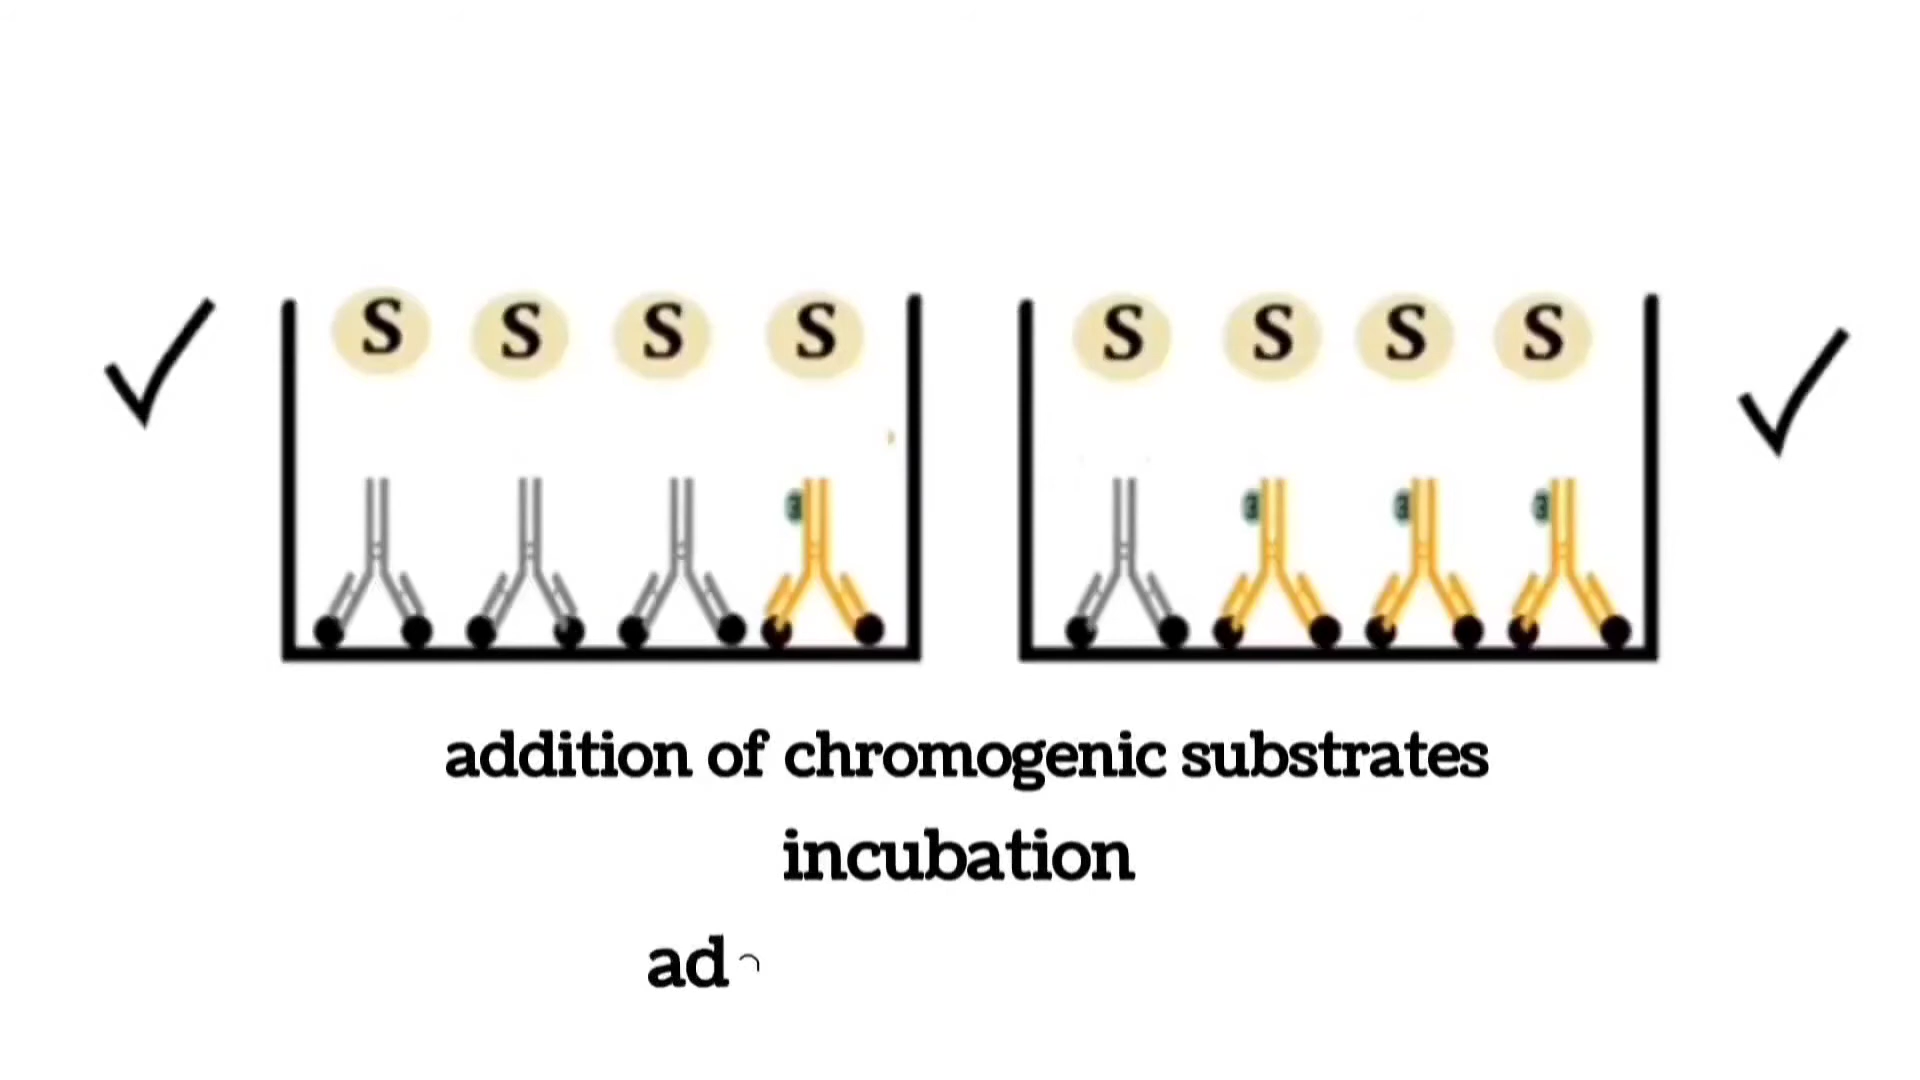 S S S S S S S S
addition of chromogenic substrates
incubation
ad